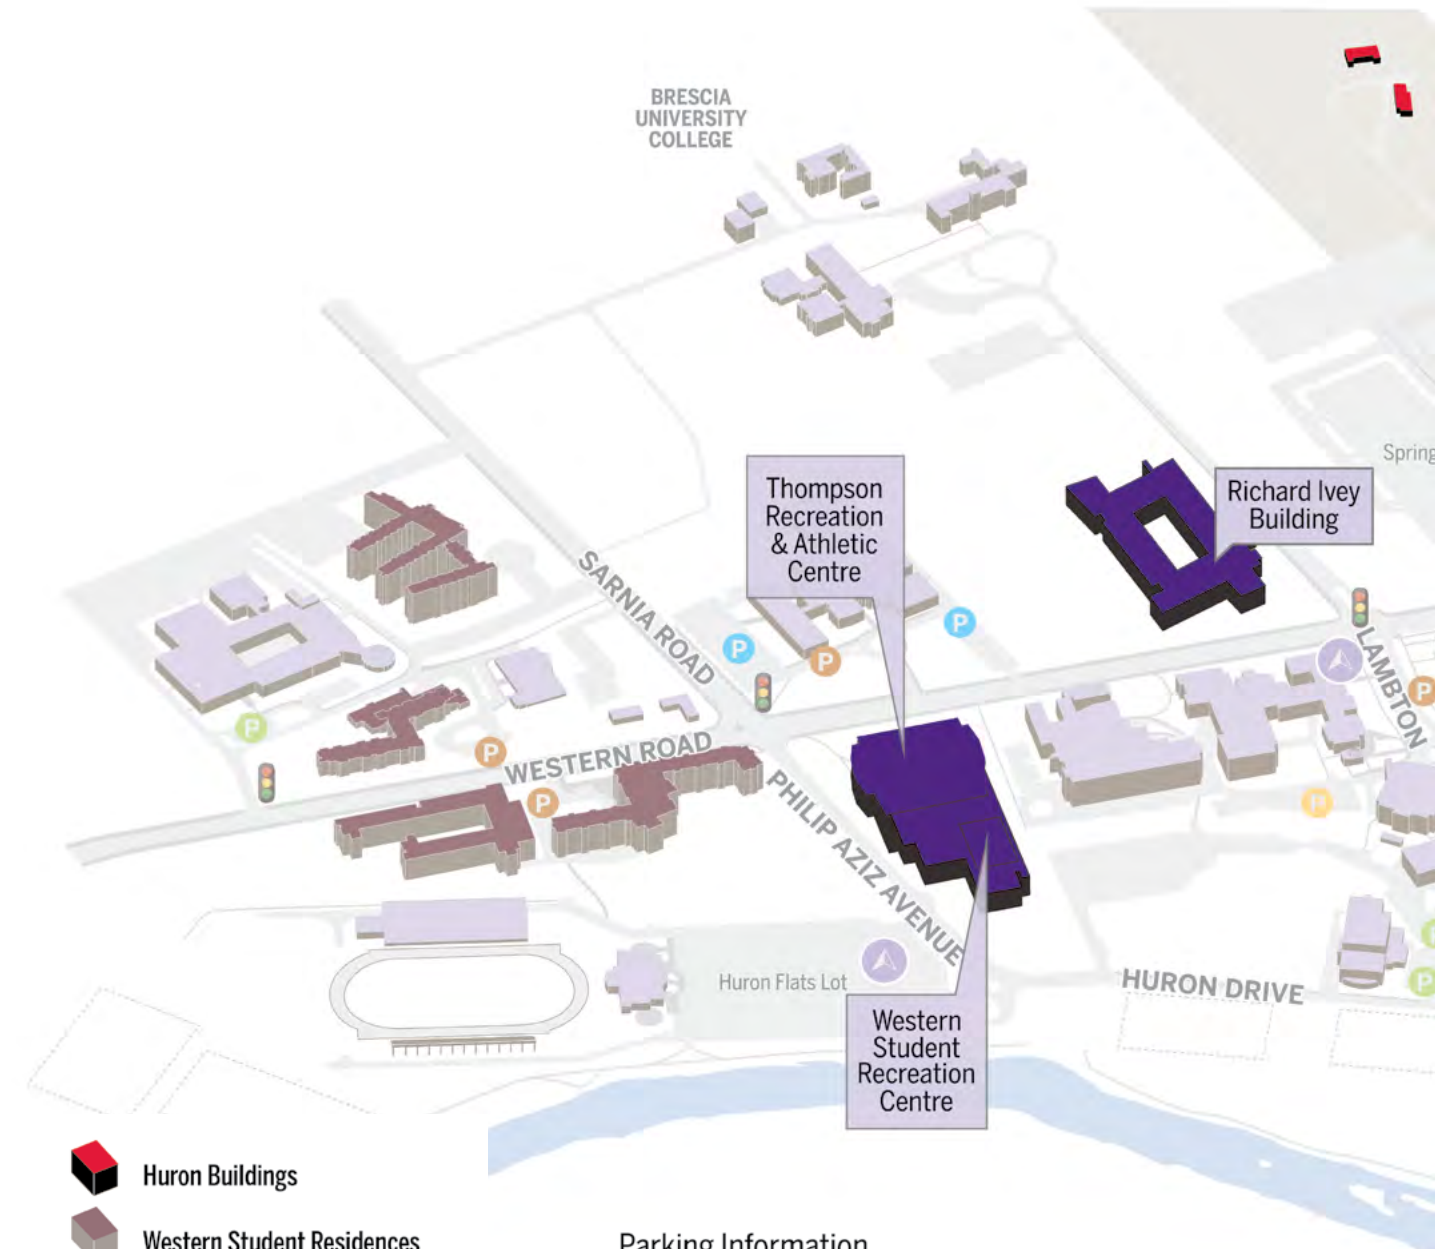 BRESCIA
UNIVERSITY
COLLEGE
Spring
Thompson
Recreation
& Athletic
Centre
Richard Ivey
Building
SARNIA ROAD
P
P
P
LAMBTON
P
P
P
WESTERN ROAD
P
PHILIP AZIZ AVENUE
H
Huron Flats Lot
HURON DRIVE
P
Western
Student
Recreation
Centre
Huron Buildings
Western Student Residences
Parking Information